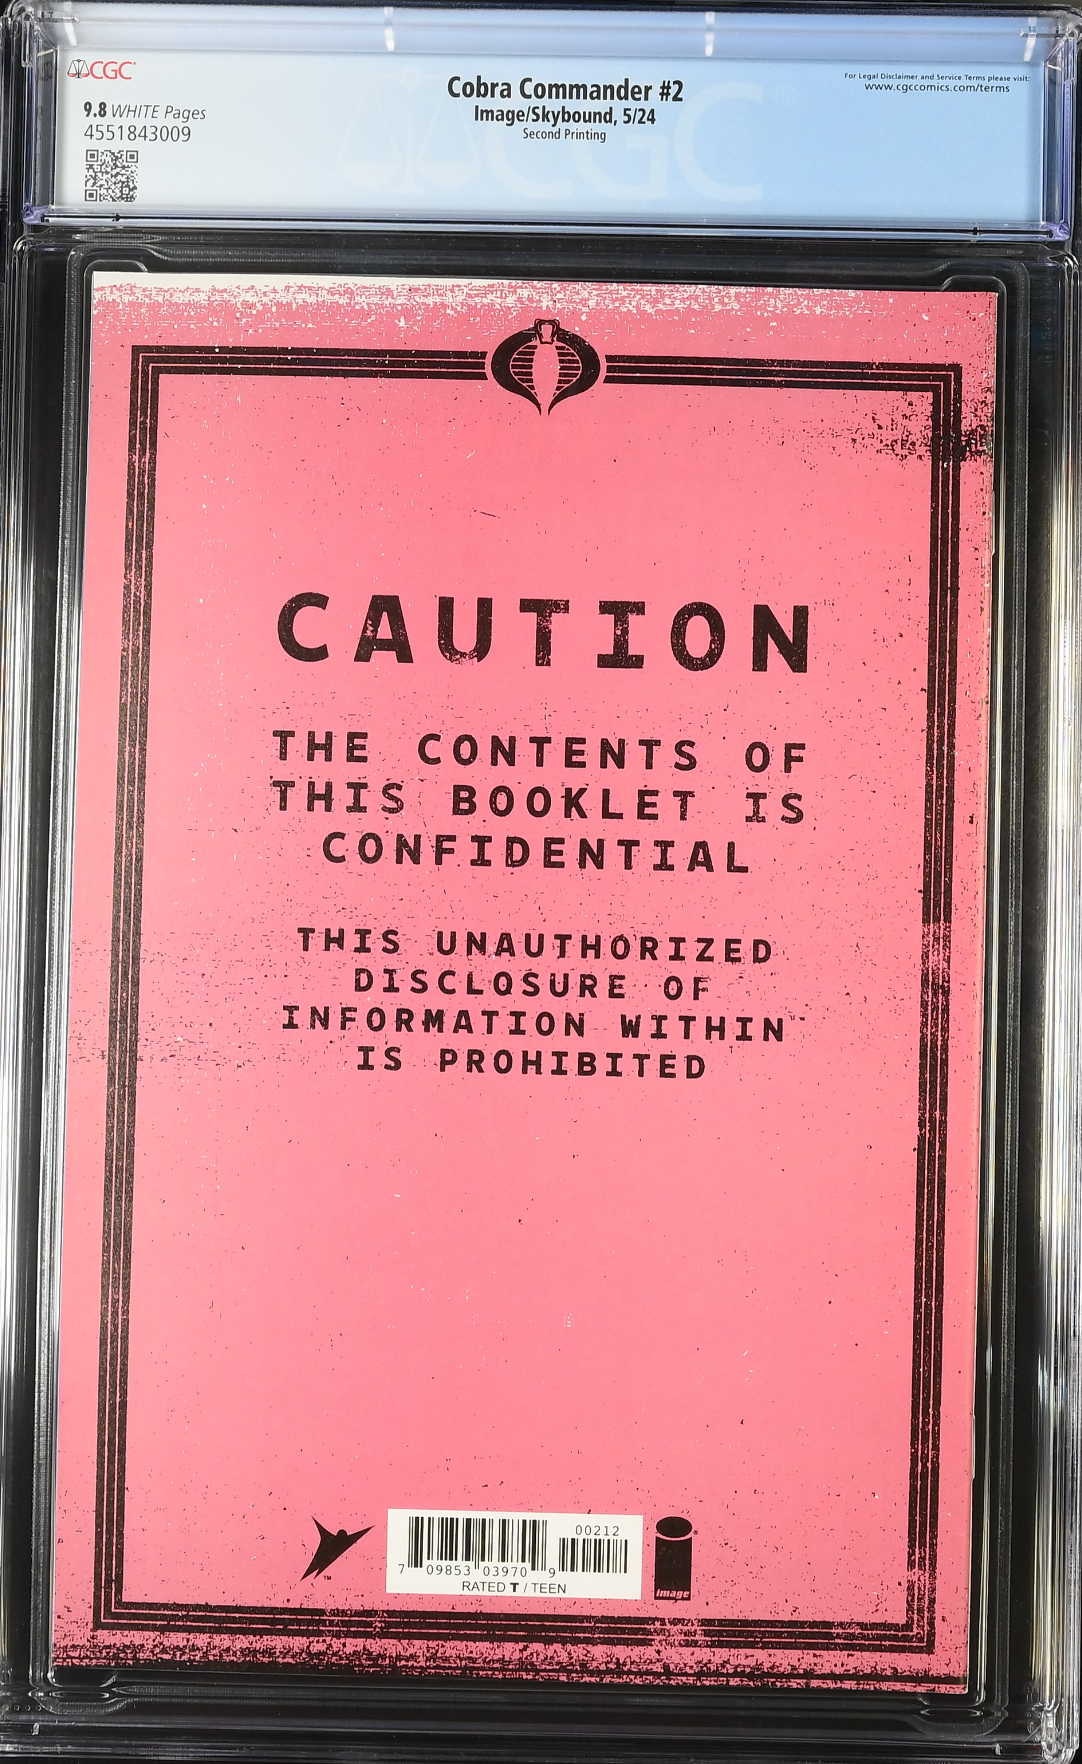 CGC
9.8 WHITE Pages
4551843009
Cobra Commander #2
Image/Skybound, 5/24
Second Printing
For Legal Disclaimer and Service Terms please visit:
www.cgccomics.com/terms
CGC
CAUTION
THE CONTENTS OF
THIS BOOKLET IS
CONFIDENTIAL
THIS UNAUTHORIZED
DISCLOSURE OF
INFORMATION WITHIN
IS PROHIBITED
TM
00212
7 09853 03970 9
RATED T / TEEN
image